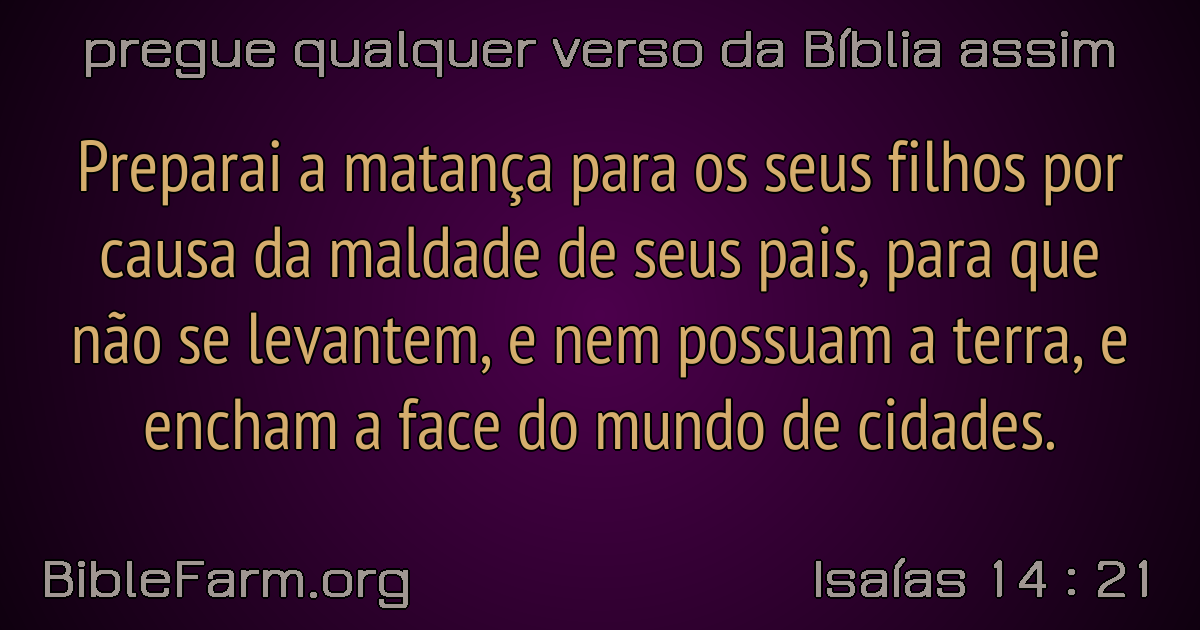 pregue qualquer verso da Bíblia assim
Preparai a matança para os seus filhos por
causa da maldade de seus pais, para que
não se levantem, e nem possuam a terra, e
encham a face do mundo de cidades.
BibleFarm.org
Isaías 14 : 21